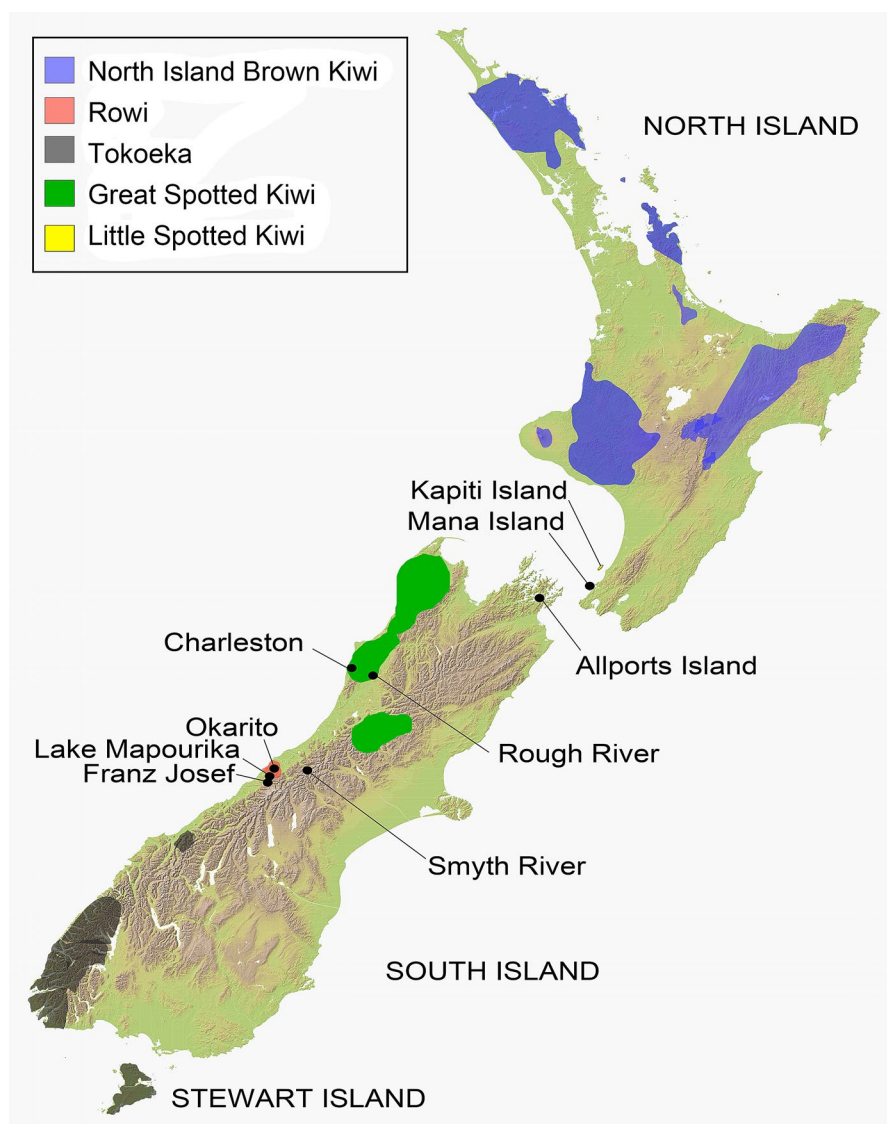 North Island Brown Kiwi
Rowi
Tokoeka
Great Spotted Kiwi
Little Spotted Kiwi
NORTH ISLAND
Kapiti Island
Mana Island
Charleston
Allports Island
Okarito
Lake Mapourika
Franz Josef
Rough River
Smyth River
SOUTH ISLAND
STEWART ISLAND